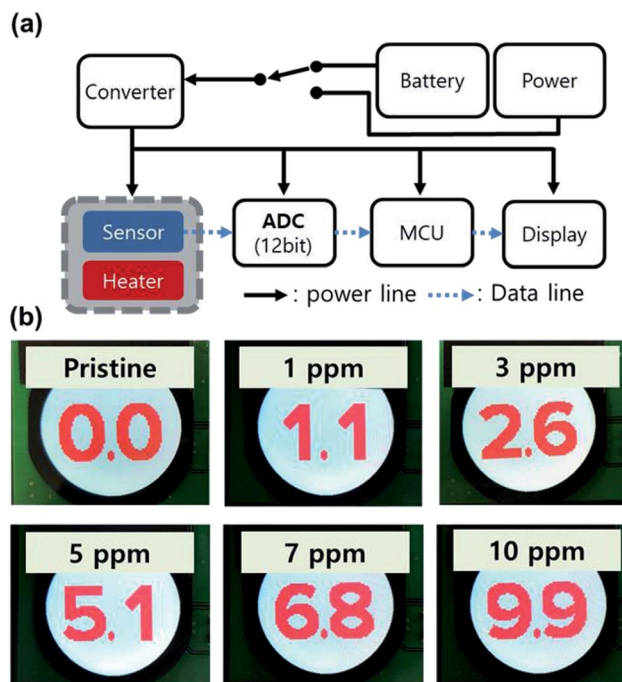 (a)
Converter
Battery
Power
Sensor
Heater
ADC
(12bit)
MCU
Display
: power line
: Data line
(b)
Pristine
0.0
1 ppm
1.1
3 ppm
2.6
5 ppm
5.1
7 ppm
6.8
10 ppm
9.9